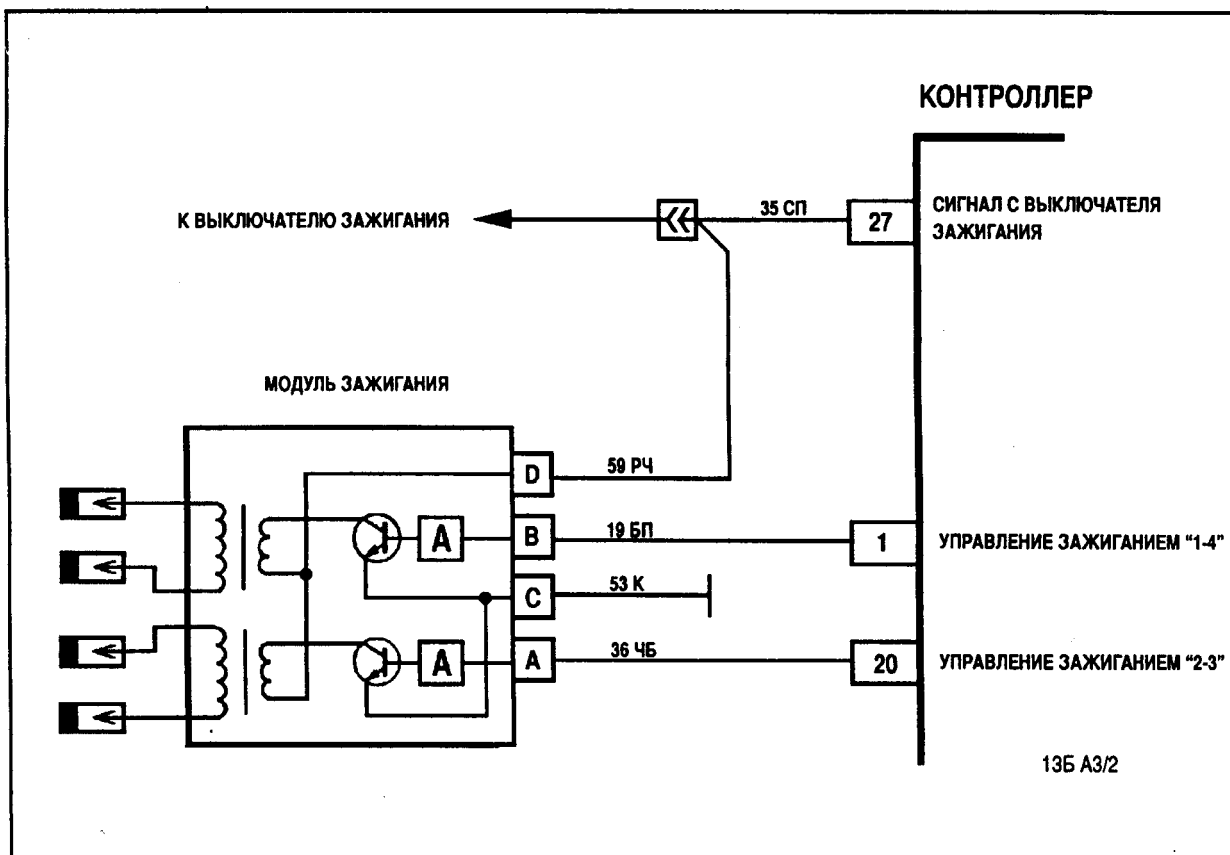 КОНТРОЛЛЕР
К ВЫКЛЮЧАТЕЛЮ ЗАЖИГАНИЯ
35 СП
27
СИГНАЛ С ВЫКЛЮЧАТЕЛЯ
ЗАЖИГАНИЯ
МОДУЛЬ ЗАЖИГАНИЯ
D
59 РЧ
А
B
19 БП
1
УПРАВЛЕНИЕ ЗАЖИГАНИЕМ "1-4"
C
53 К
А
A
36 ЧБ
20
УПРАВЛЕНИЕ ЗАЖИГАНИЕМ "2-3"
13Б А3/2